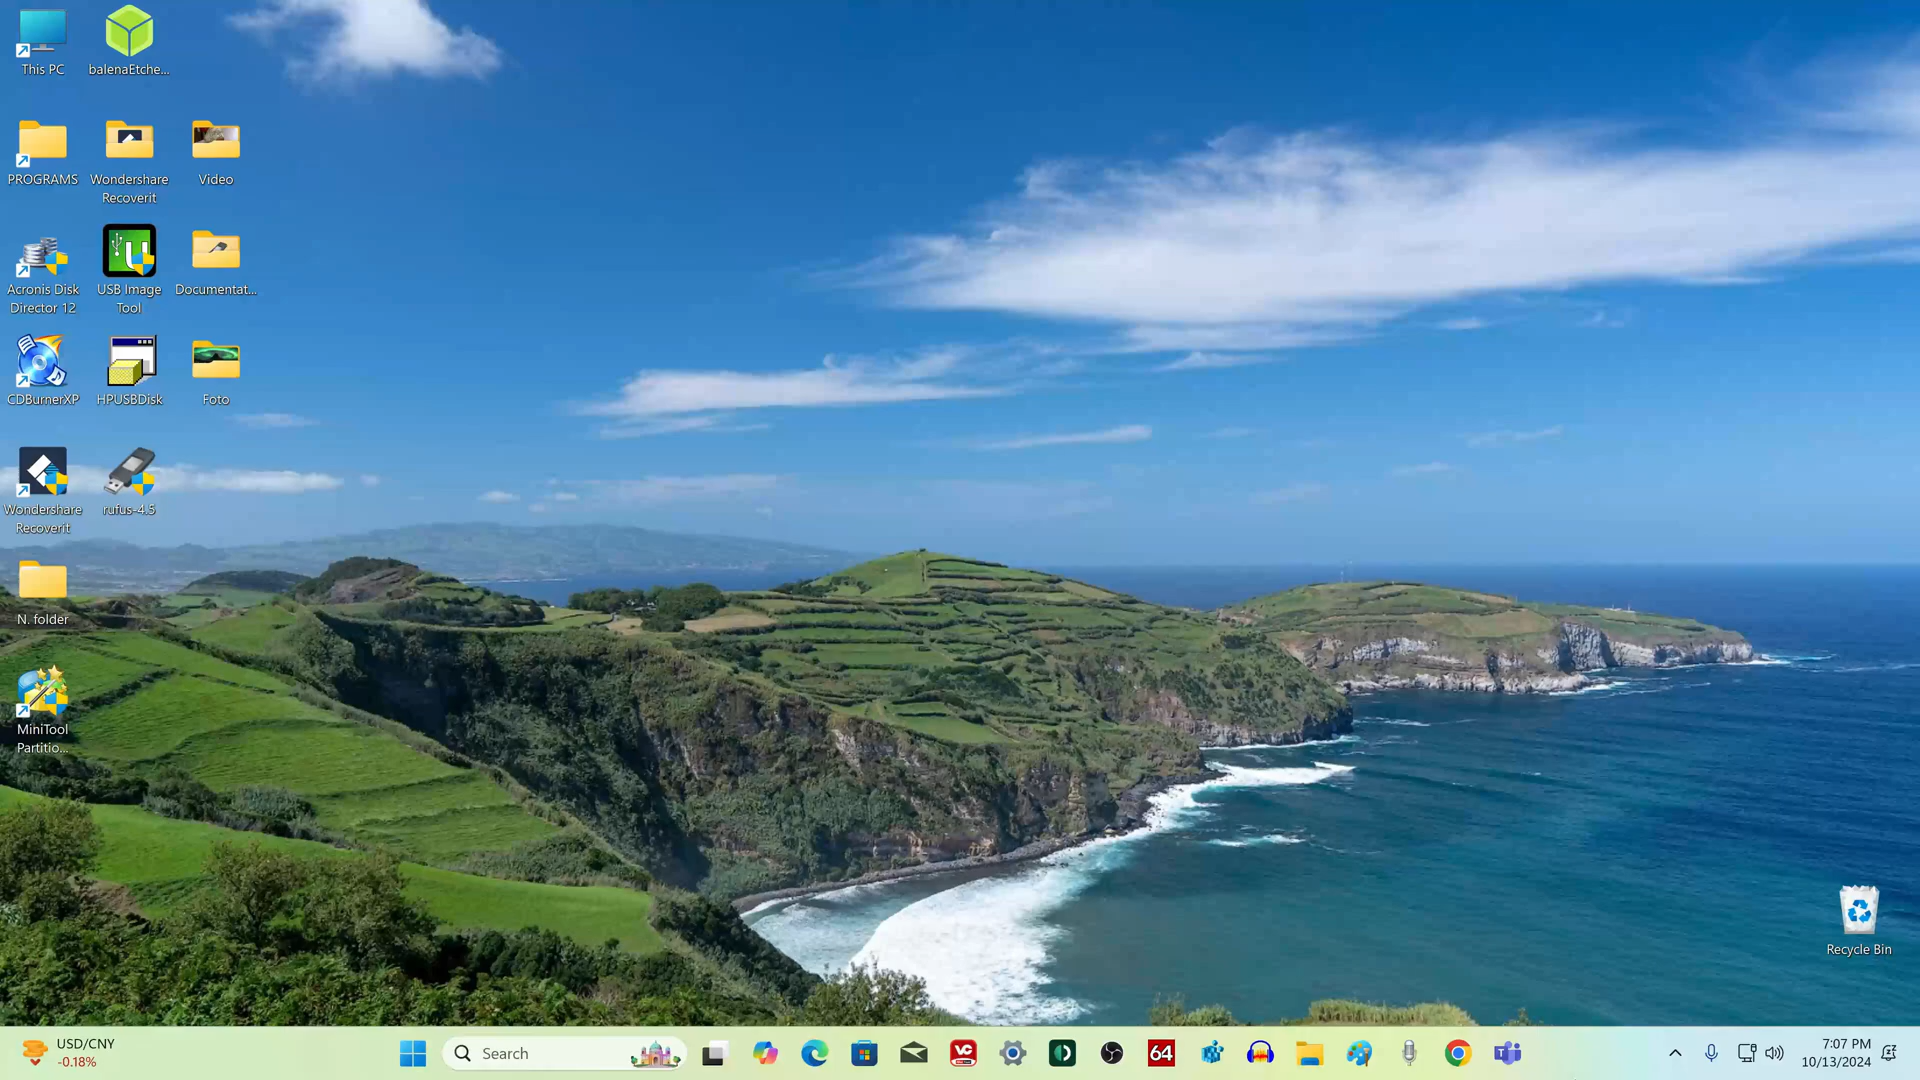 This PC
balenaEtche...
PROGRAMS
Wondershare
Recoverit
Video
Acronis Disk
Director 12
USB Image
Tool
Documentat...
CDBurnerXP
HPUSBDisk
Foto
Wondershare
Recoverit
rufus-4.5
N. folder
MiniTool
Partitio...
Recycle Bin
USD/CNY
-0.18%
Search
VC
64
7:07 PM
10/13/2024